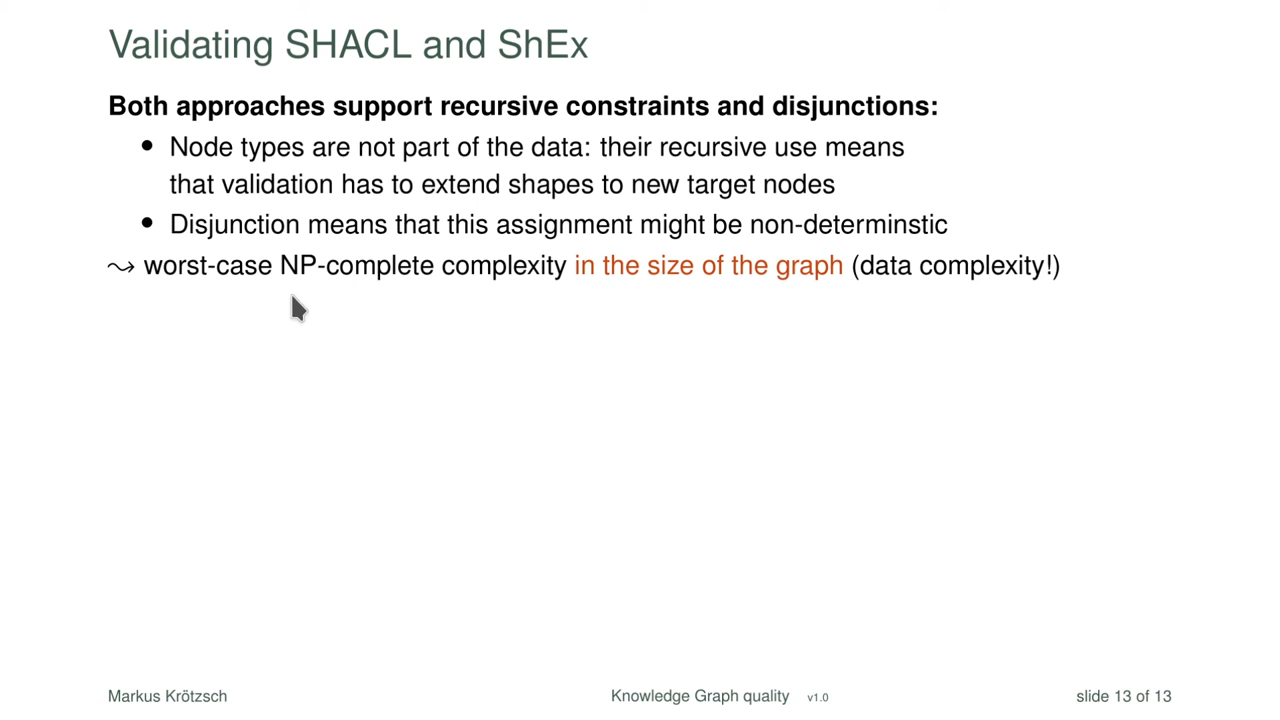 Validating SHACL and ShEx
Both approaches support recursive constraints and disjunctions:
• Node types are not part of the data: their recursive use means
that validation has to extend shapes to new target nodes
• Disjunction means that this assignment might be non-determinstic
⤳ worst-case NP-complete complexity in the size of the graph (data complexity!)
Markus Krötzsch Knowledge Graph quality v1.0 slide 13 of 13